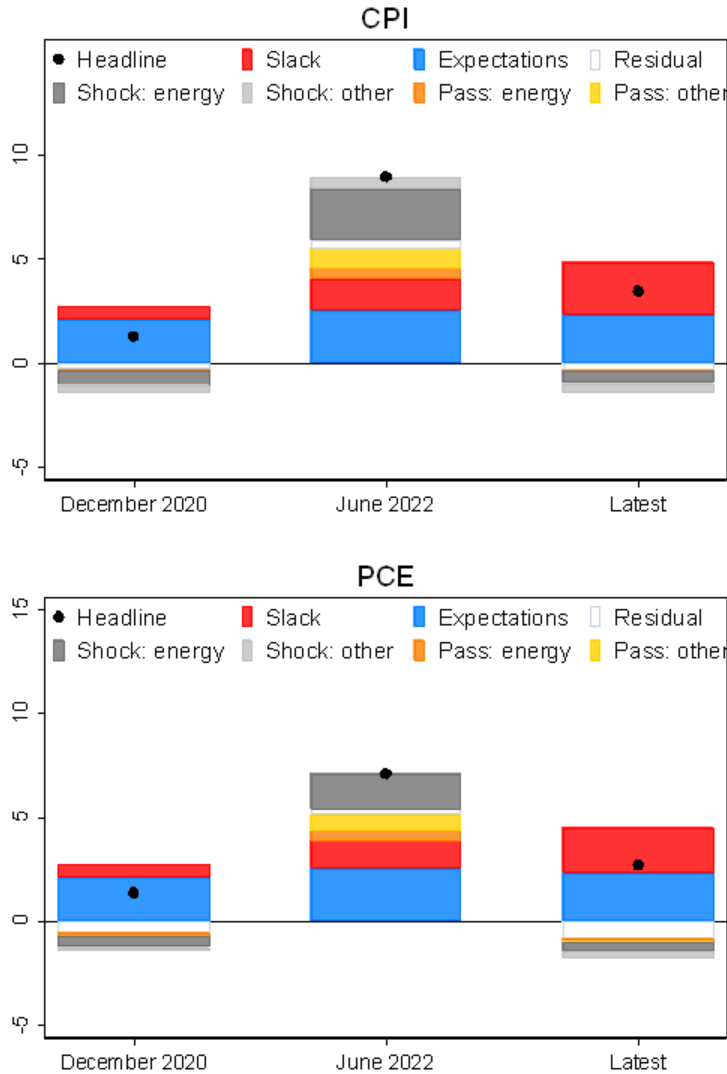 CPI
Headline Slack Expectations Residual
Shock: energy Shock: other Pass: energy Pass: other
10
5
0
-5
December 2020 June 2022 Latest
PCE
15
Headline Slack Expectations Residual
Shock: energy Shock: other Pass: energy Pass: other
10
5
0
-5
December 2020 June 2022 Latest